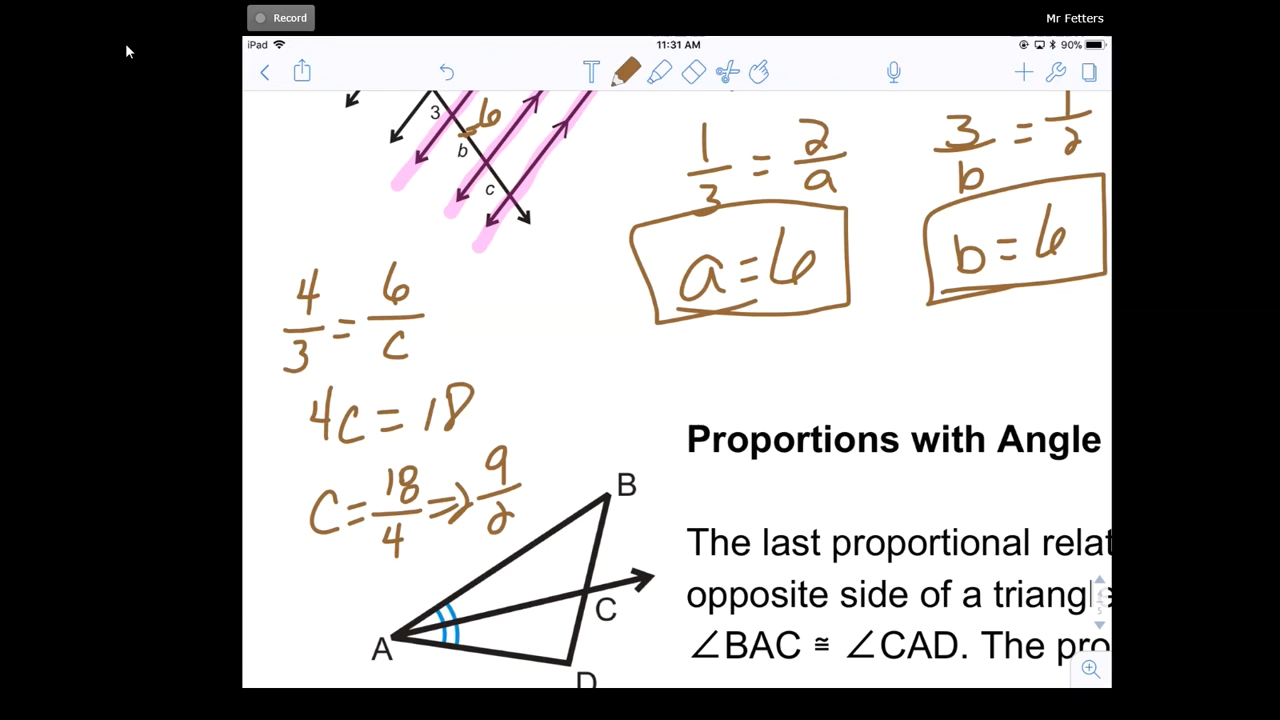 Record
Mr Fetters
iPad
11:31 AM
90%
T
3
= 6
b
c
1/3 = 2/a
3/b = 1/2
a = 6
b = 6
4/3 = 6/c
4c = 18
C = 18/4 => 9/2
B
C
A
D
Proportions with Angle
The last proportional relat
opposite side of a triangle
∠BAC ≅ ∠CAD. The pro